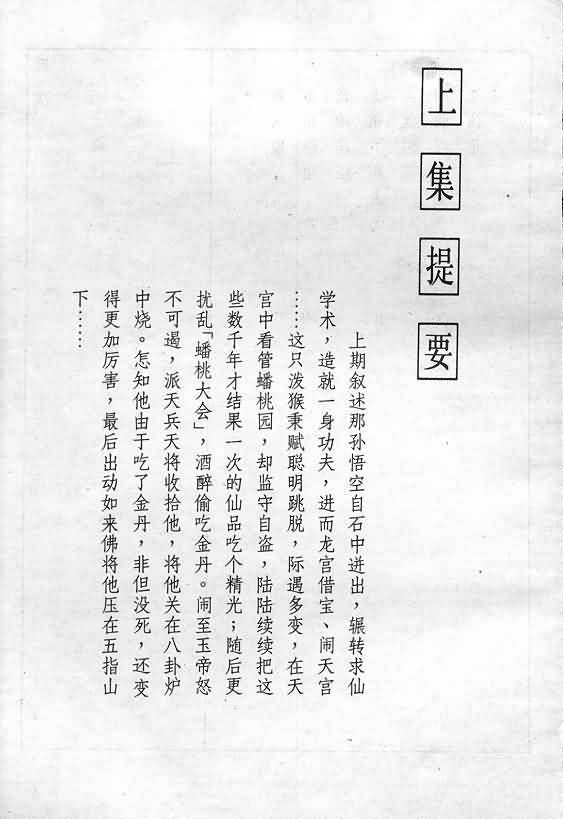 上集提要
上期叙述那孙悟空自石中迸出，辗转求仙
学术，造就一身功夫，进而龙宫借宝、闹天宫
……这只泼猴秉赋聪明跳脱，际遇多变，在天
宫中看管蟠桃园，却监守自盗，陆陆续续把这
些数千年才结果一次的仙品吃个精光；随后更
扰乱「蟠桃大会」，酒醉偷吃金丹。闹至玉帝怒
不可遏，派天兵天将收拾他，将他关在八卦炉
中烧。怎知他由于吃了金丹，非但没死，还变
得更加厉害，最后出动如来佛将他压在五指山
下……